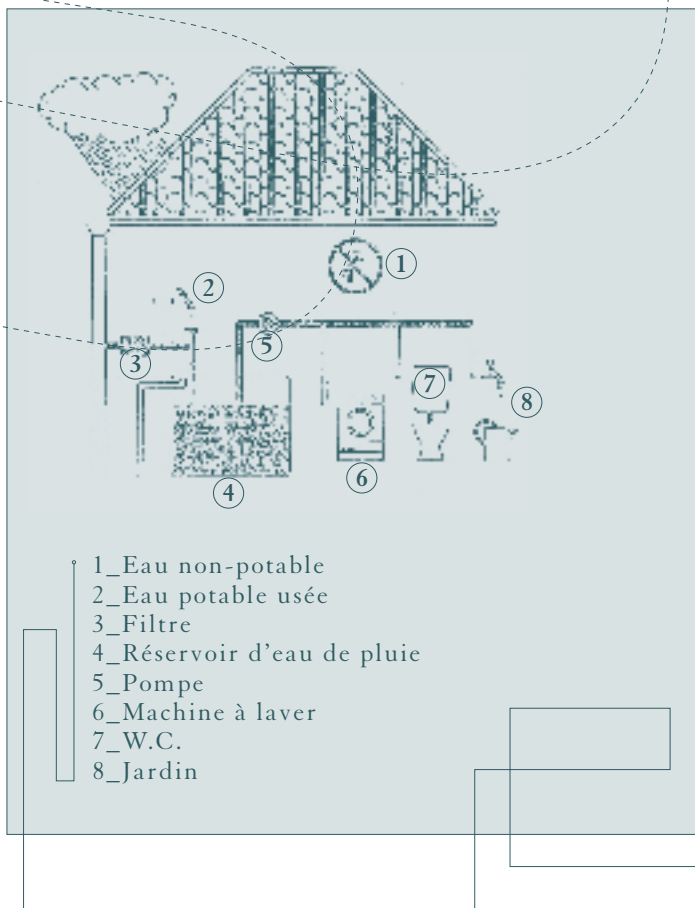 1
2
5
3
7
8
6
4
1_Eau non-potable
2_Eau potable usée
3_Filtre
4_Réservoir d’eau de pluie
5_Pompe
6_Machine à laver
7_W.C.
8_Jardin